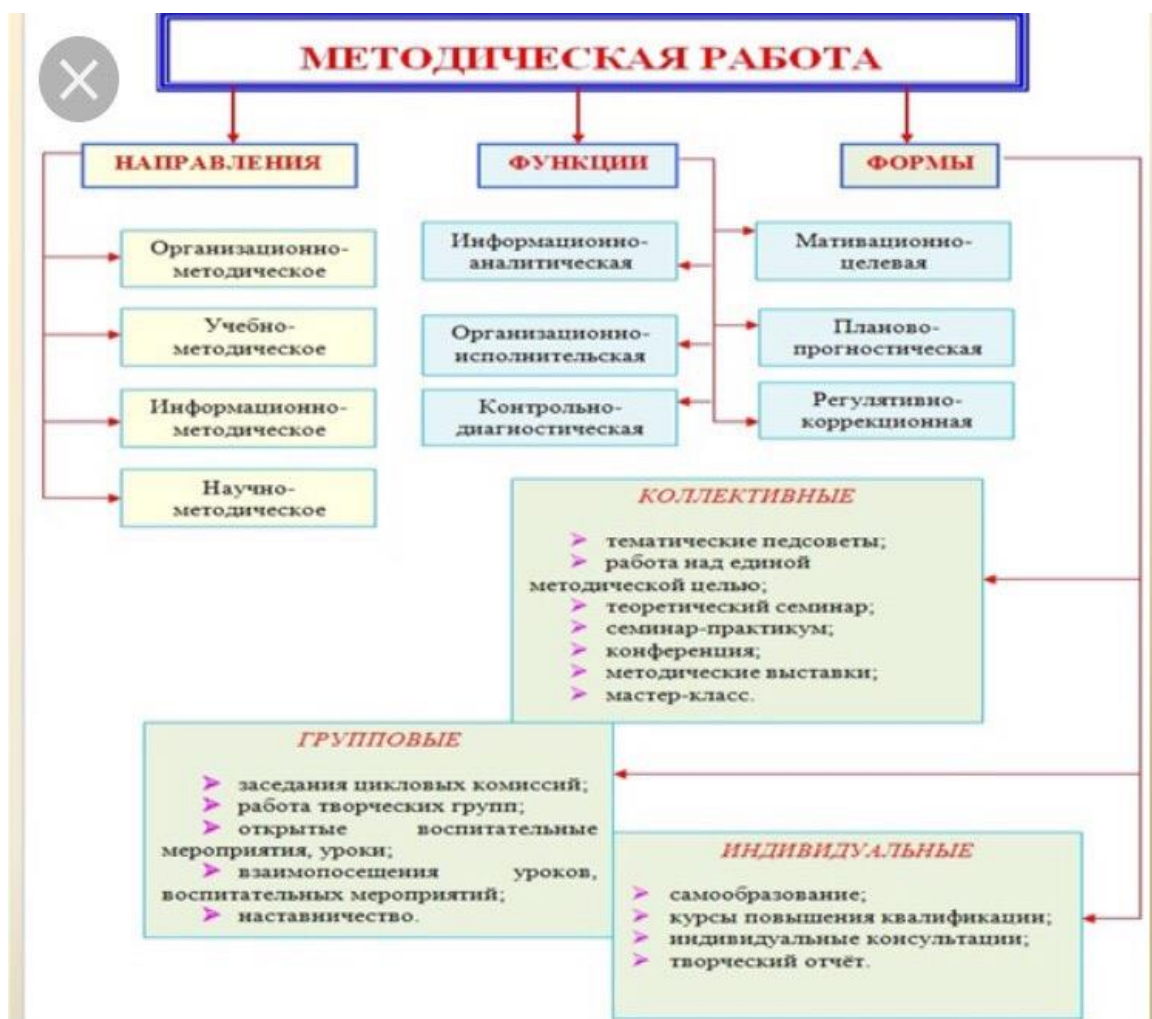 МЕТОДИЧЕСКАЯ РАБОТА
НАПРАВЛЕНИЯ
ФУНКЦИИ
ФОРМЫ
Организационно-
методическое
Учебно-
методическое
Информационно-
методическое
Научно-
методическое
Информационно-
аналитическая
Организационно-
исполнительская
Контрольно-
диагностическая
Мативационно-
целевая
Планово-
прогностическая
Регулятивно-
коррекционная
КОЛЛЕКТИВНЫЕ
➢ тематические педсоветы;
➢ работа над единой
методической целью;
➢ теоретический семинар;
➢ семинар-практикум;
➢ конференция;
➢ методические выставки;
➢ мастер-класс.
ГРУППОВЫЕ
➢ заседания цикловых комиссий;
➢ работа творческих групп;
➢ открытые воспитательные
мероприятия, уроки;
➢ взаимопосещения уроков,
воспитательных мероприятий;
➢ наставничество.
ИНДИВИДУАЛЬНЫЕ
➢ самообразование;
➢ курсы повышения квалификации;
➢ индивидуальные консультации;
➢ творческий отчёт.